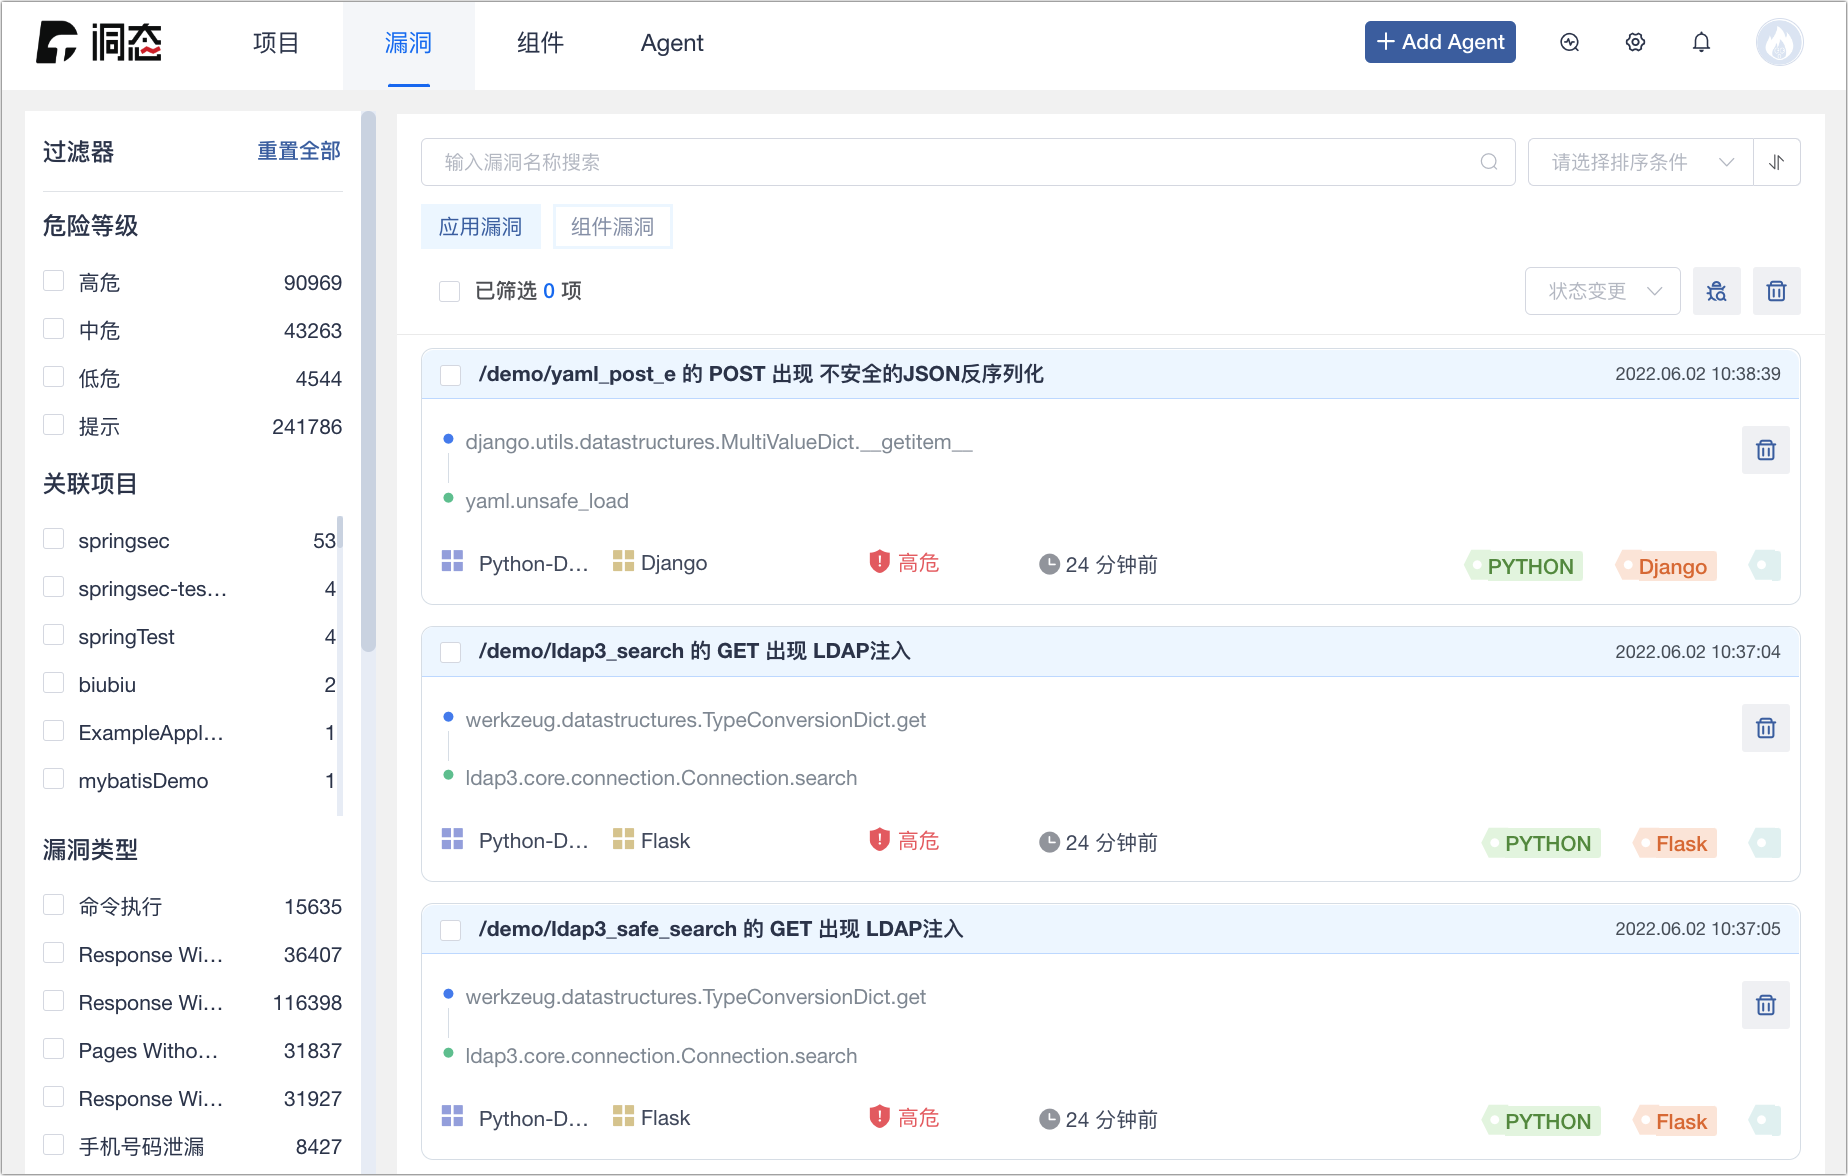 洞态
项目
漏洞
组件
Agent
+ Add Agent
过滤器
重置全部
危险等级
高危 90969
中危 43263
低危 4544
提示 241786
关联项目
springsec 53
springsec-tes... 4
springTest 4
biubiu 2
ExampleAppl... 1
mybatisDemo 1
漏洞类型
命令执行 15635
Response Wi... 36407
Response Wi... 116398
Pages Witho... 31837
Response Wi... 31927
手机号码泄漏 8427
输入漏洞名称搜索
请选择排序条件
应用漏洞
组件漏洞
已筛选 0 项
状态变更
/demo/yaml_post_e 的 POST 出现 不安全的JSON反序列化
2022.06.02 10:38:39
django.utils.datastructures.MultiValueDict.__getitem__
yaml.unsafe_load
Python-D... Django 高危 24 分钟前 PYTHON Django
/demo/ldap3_search 的 GET 出现 LDAP注入
2022.06.02 10:37:04
werkzeug.datastructures.TypeConversionDict.get
ldap3.core.connection.Connection.search
Python-D... Flask 高危 24 分钟前 PYTHON Flask
/demo/ldap3_safe_search 的 GET 出现 LDAP注入
2022.06.02 10:37:05
werkzeug.datastructures.TypeConversionDict.get
ldap3.core.connection.Connection.search
Python-D... Flask 高危 24 分钟前 PYTHON Flask